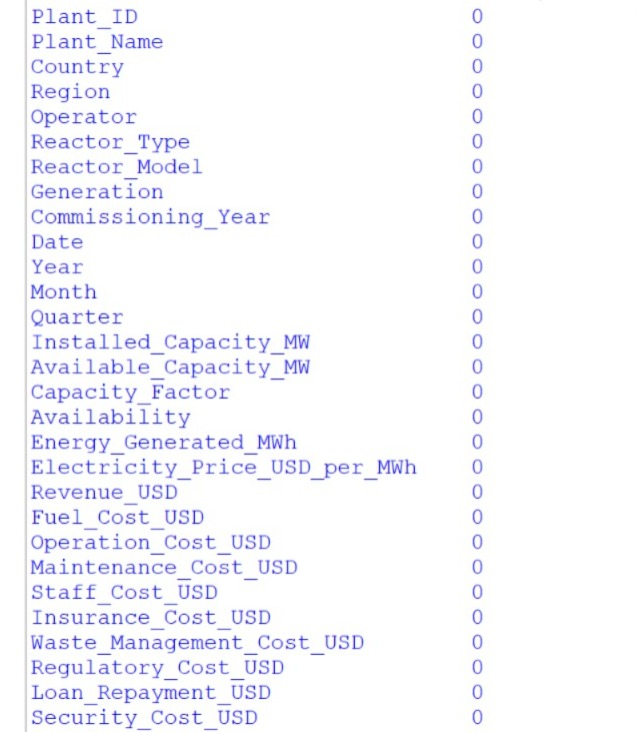 Plant_ID 0
Plant_Name 0
Country 0
Region 0
Operator 0
Reactor_Type 0
Reactor_Model 0
Generation 0
Commissioning_Year 0
Date 0
Year 0
Month 0
Quarter 0
Installed_Capacity_MW 0
Available_Capacity_MW 0
Capacity_Factor 0
Availability 0
Energy_Generated_MWh 0
Electricity_Price_USD_per_MWh 0
Revenue_USD 0
Fuel_Cost_USD 0
Operation_Cost_USD 0
Maintenance_Cost_USD 0
Staff_Cost_USD 0
Insurance_Cost_USD 0
Waste_Management_Cost_USD 0
Regulatory_Cost_USD 0
Loan_Repayment_USD 0
Security_Cost_USD 0